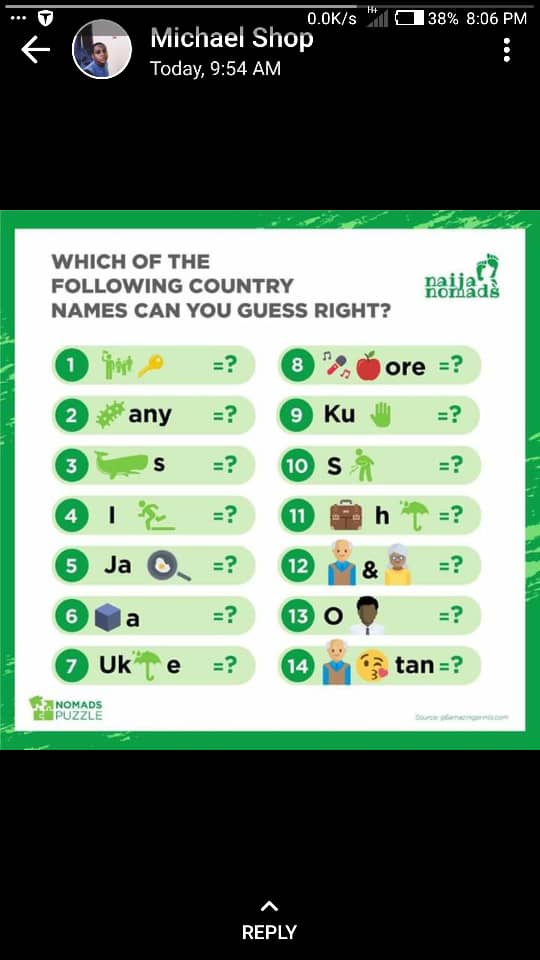 0.0K/s H+ 38% 8:06 PM
Michael Shop
Today, 9:54 AM
WHICH OF THE
FOLLOWING COUNTRY
NAMES CAN YOU GUESS RIGHT?
naija
nomads
1 =?
2 any =?
3 s =?
4 I =?
5 Ja =?
6 a =?
7 Uk e =?
8 ore =?
9 Ku =?
10 S =?
11 h =?
12 & =?
13 O =?
14 tan =?
NOMADS
PUZZLE
REPLY